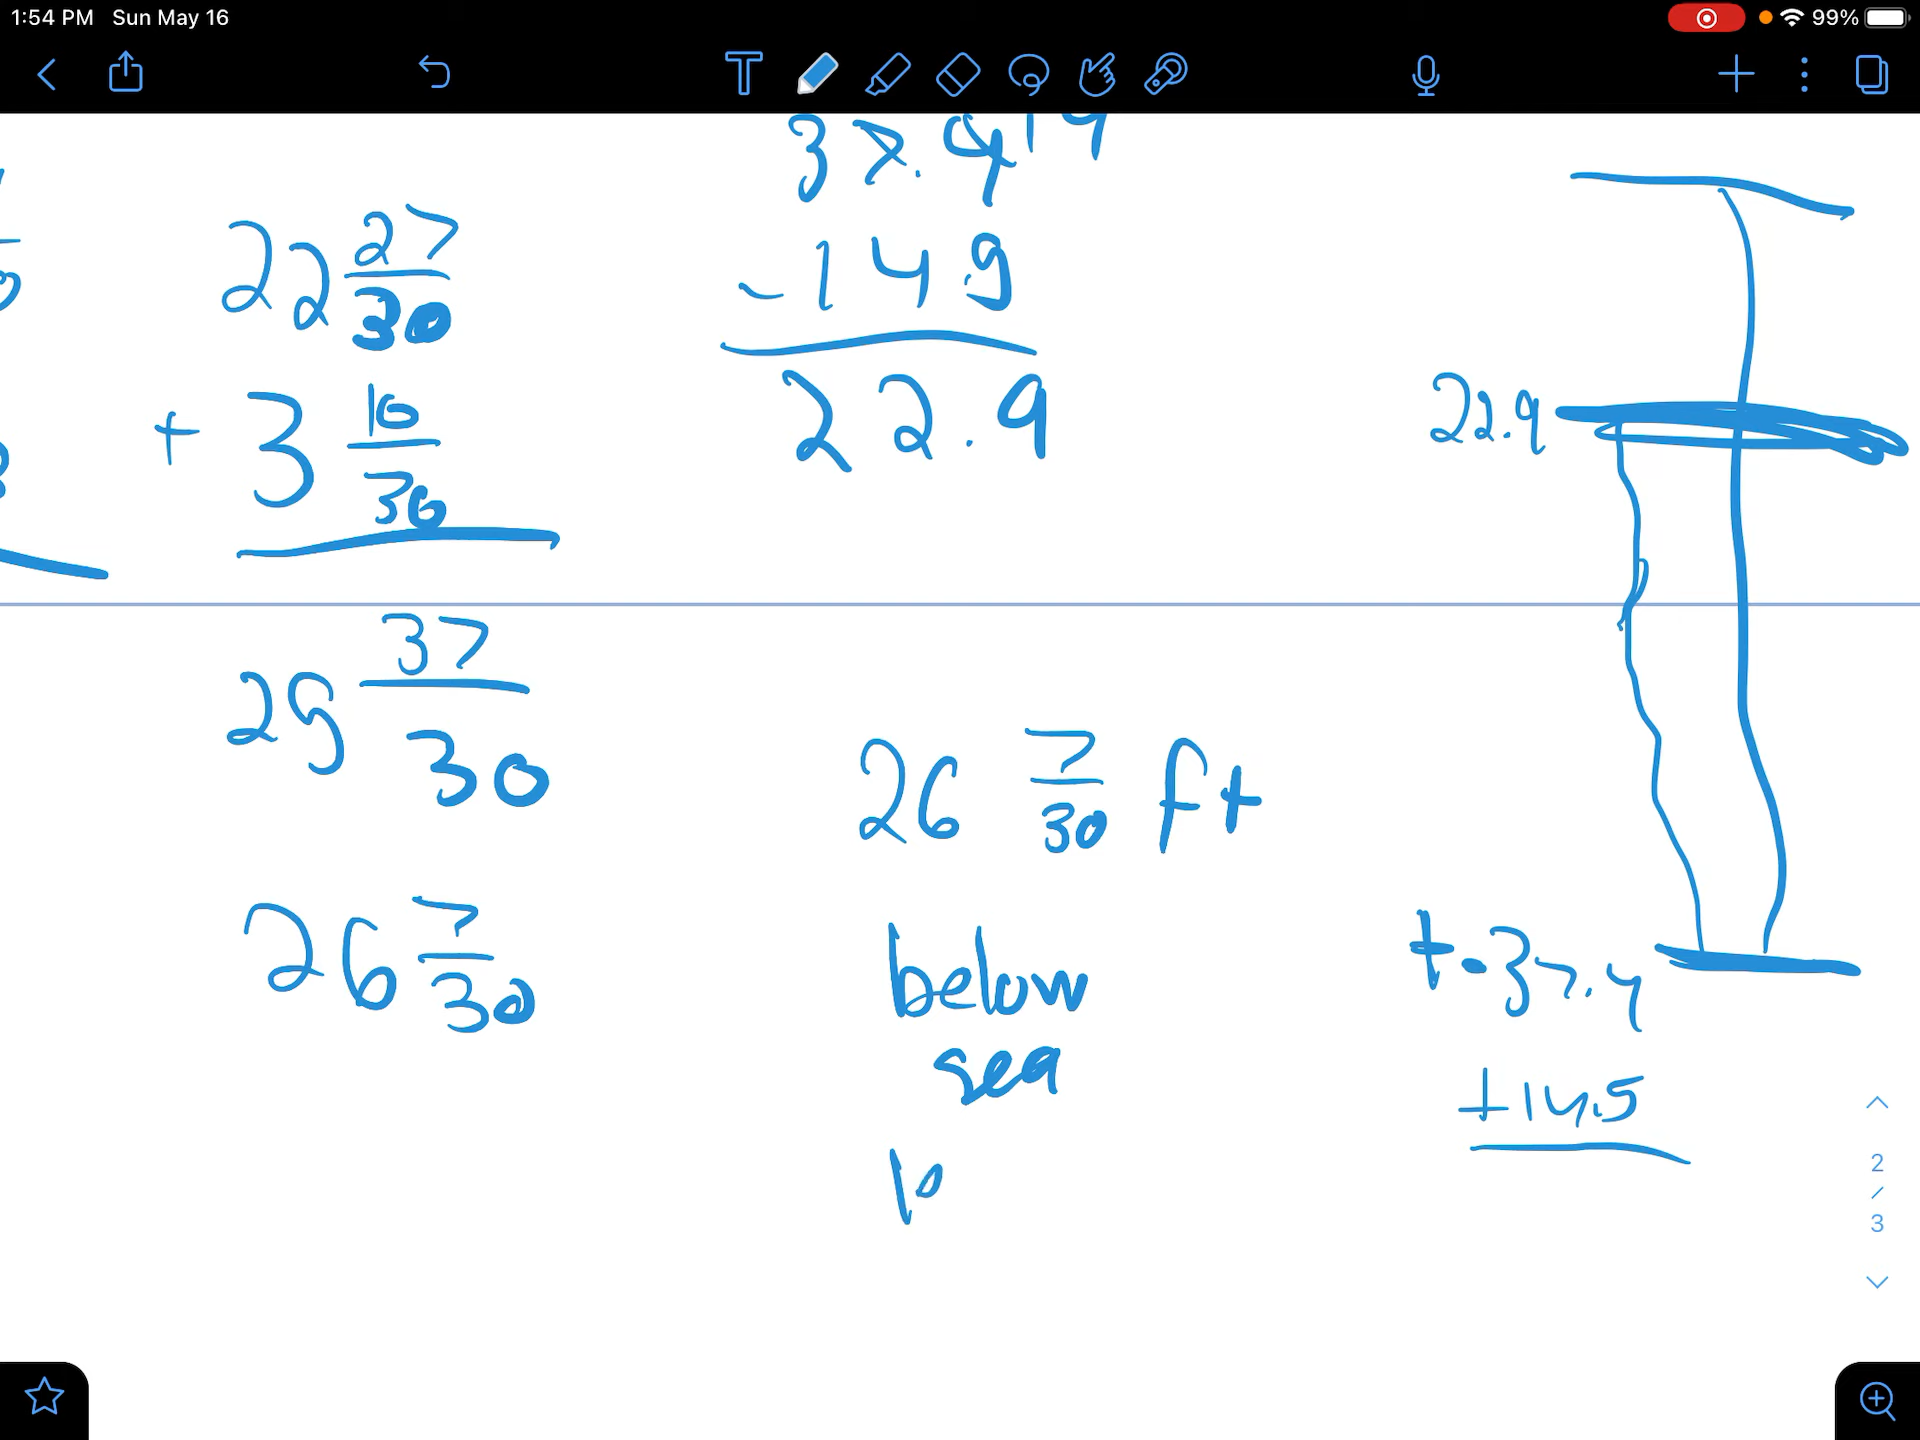 1:54 PM Sun May 16
99%
22 27/30
+ 3 10/30
25 37/30
26 7/30
37.4 14
- 14 .9
22.9
26 7/30 ft
below
sea
22.9
-37.4
+14.5
2
/
3